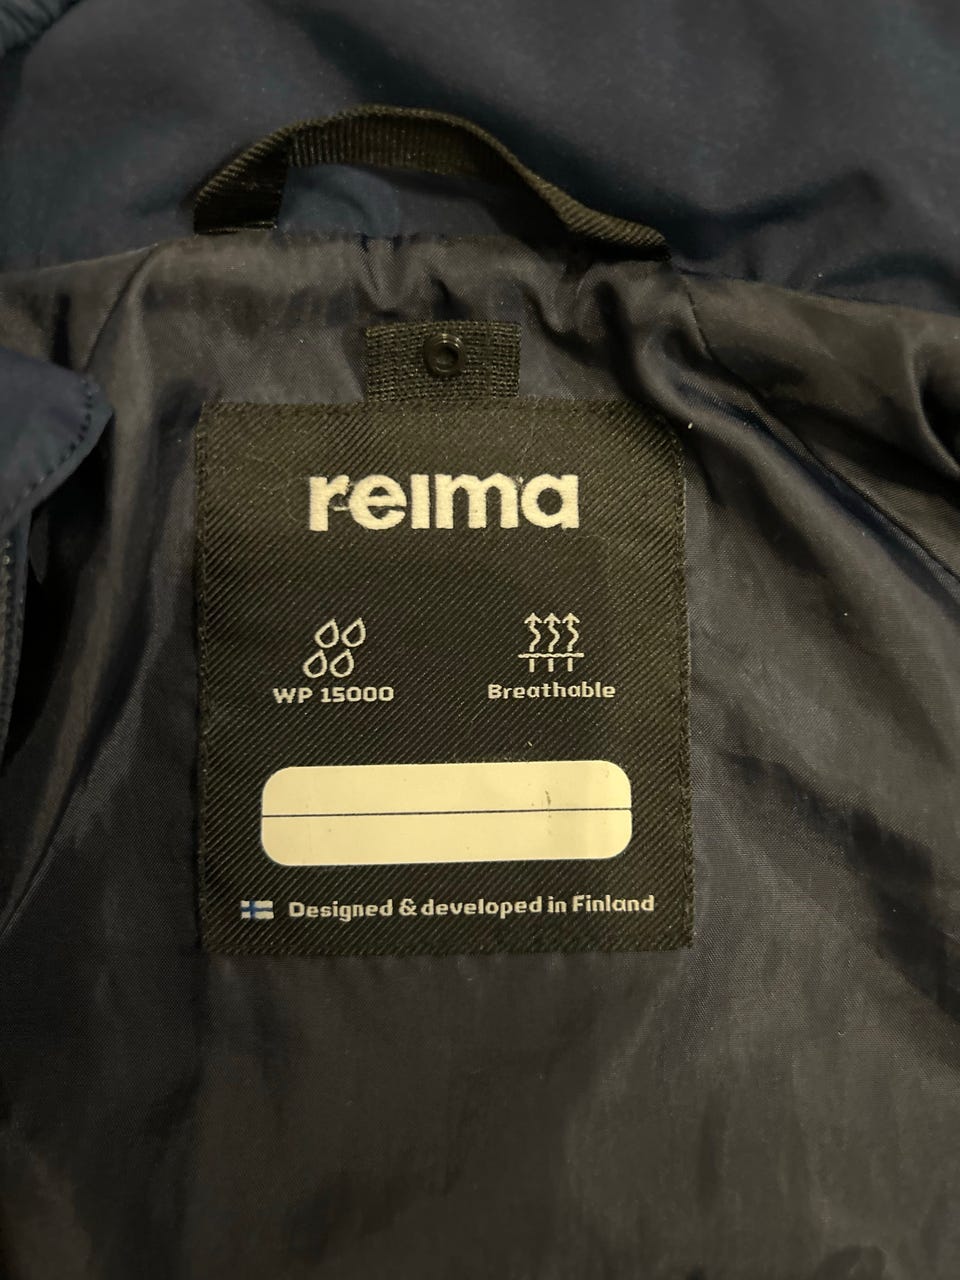 reima
WP 15000
Breathable
Designed & developed in Finland